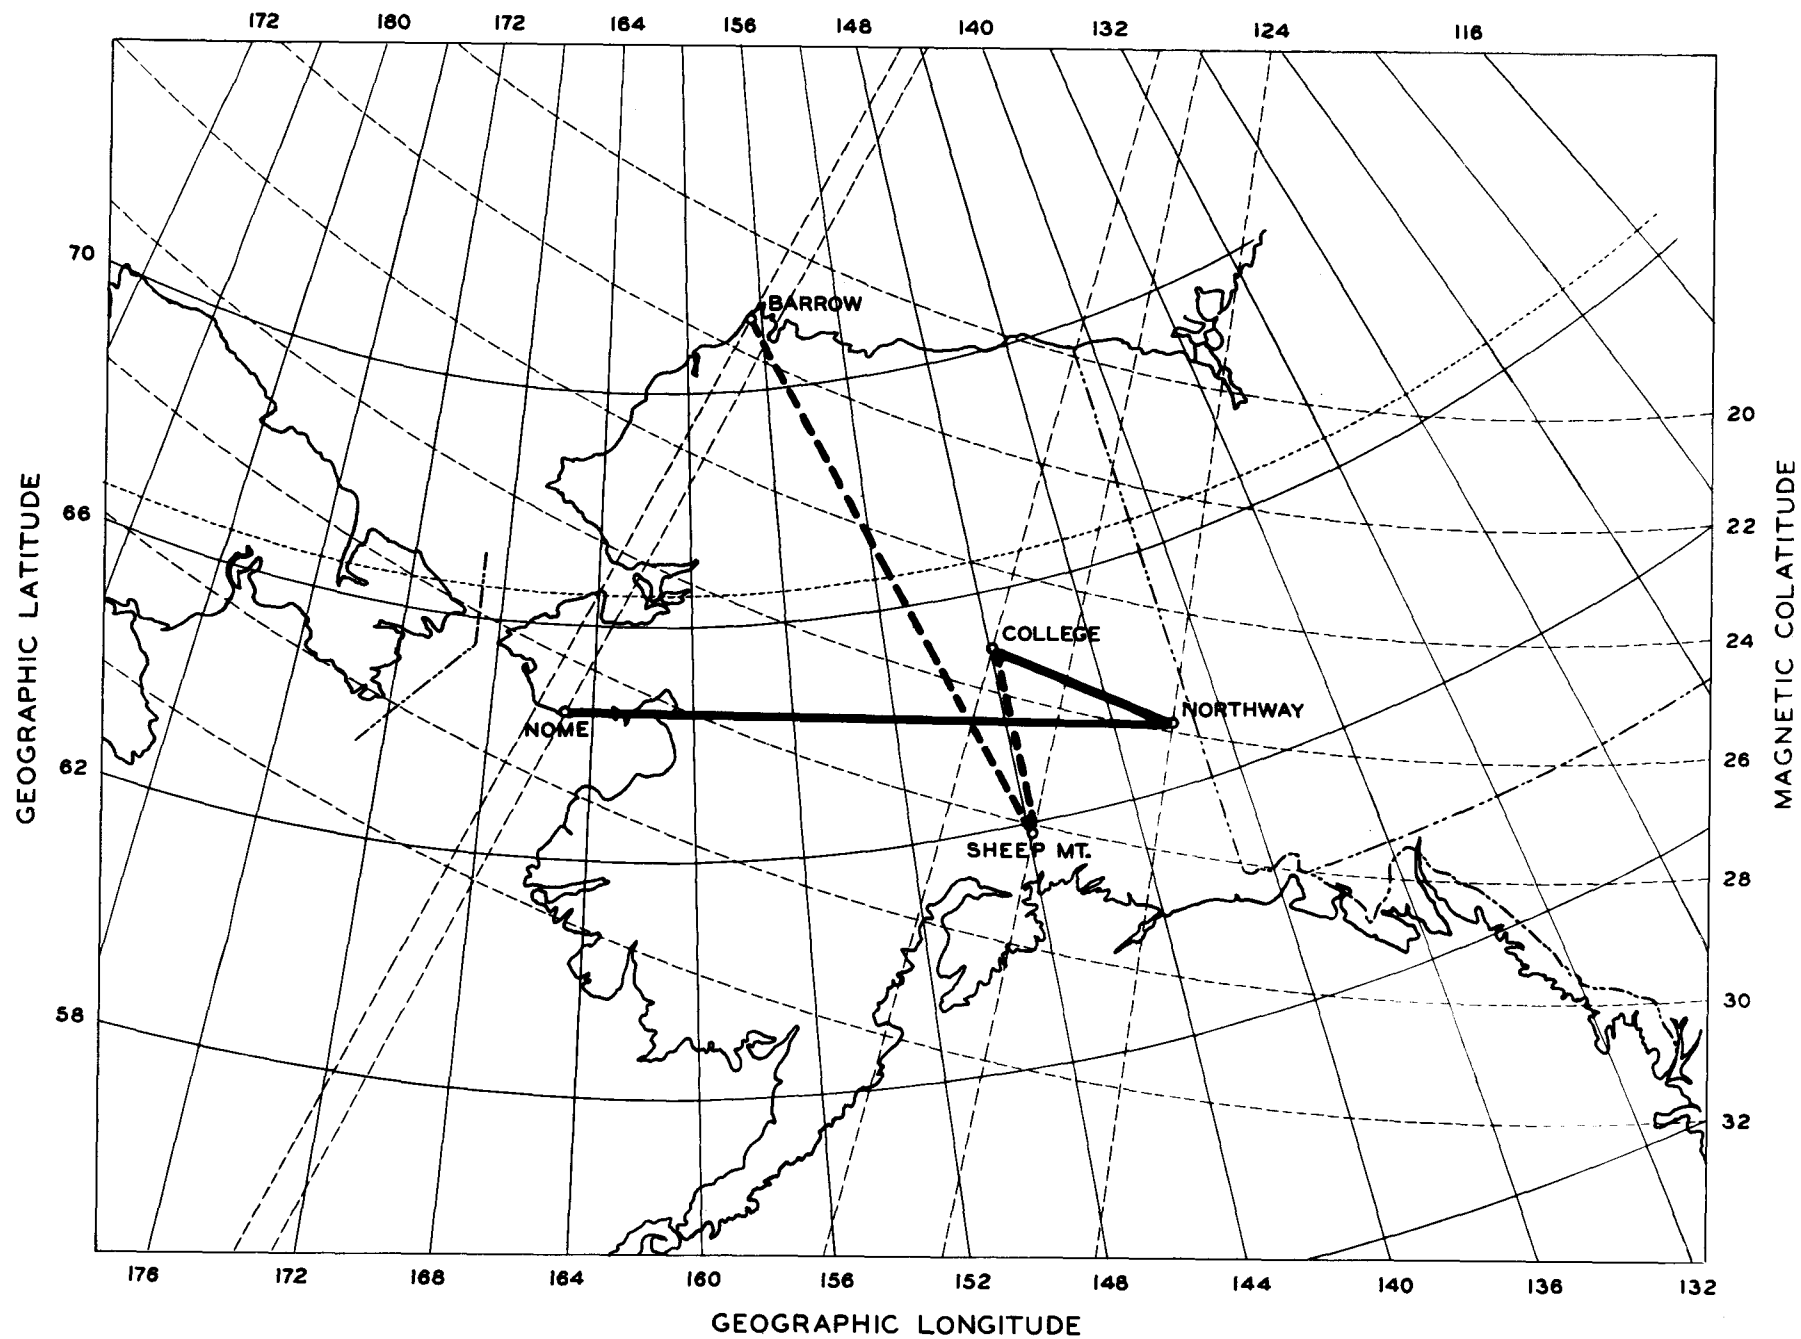 172 180 172 164 156 148 140 132 124 116
70
66
62
58
GEOGRAPHIC LATITUDE
BARROW
COLLEGE
NORTHWAY
NOME
SHEEP MT.
20
22
24
26
28
30
32
MAGNETIC COLATITUDE
176 172 168 164 160 156 152 148 144 140 136 132
GEOGRAPHIC LONGITUDE